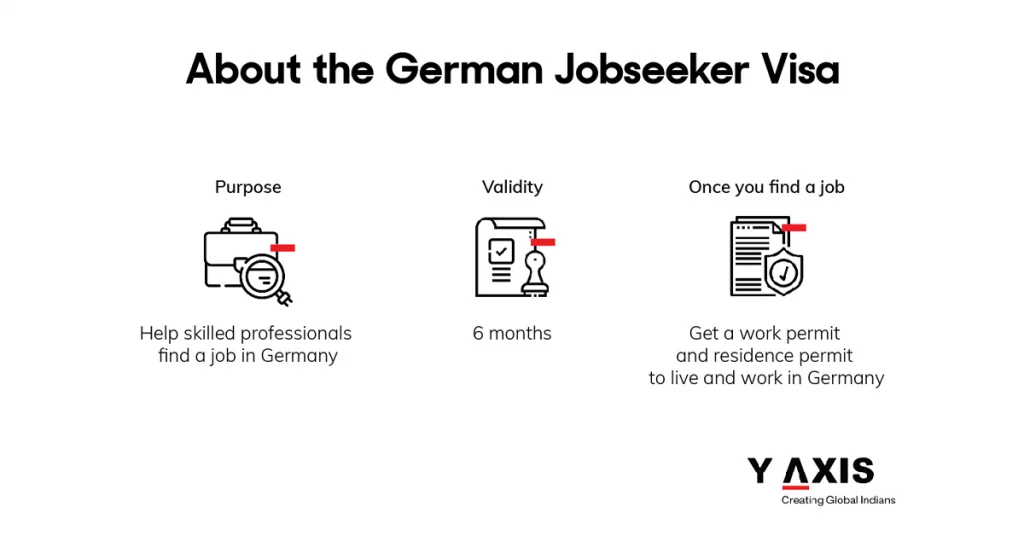 About the German Jobseeker Visa
Purpose
Help skilled professionals
find a job in Germany
Validity
6 months
Once you find a job
Get a work permit
and residence permit
to live and work in Germany
Y AXIS
Creating Global Indians